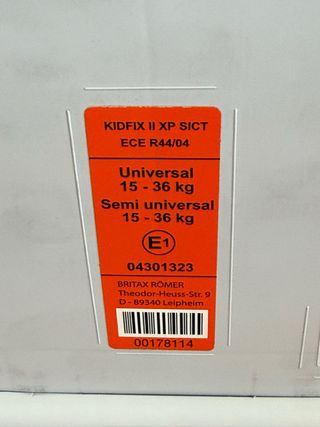 KIDFIX II XP SICT
ECE R44/04
Universal
15 - 36 kg
Semi universal
15 - 36 kg
E1
04301323
BRITAX RÖMER
Theodor-Heuss-Str. 9
D - 89340 Leipheim
00178114